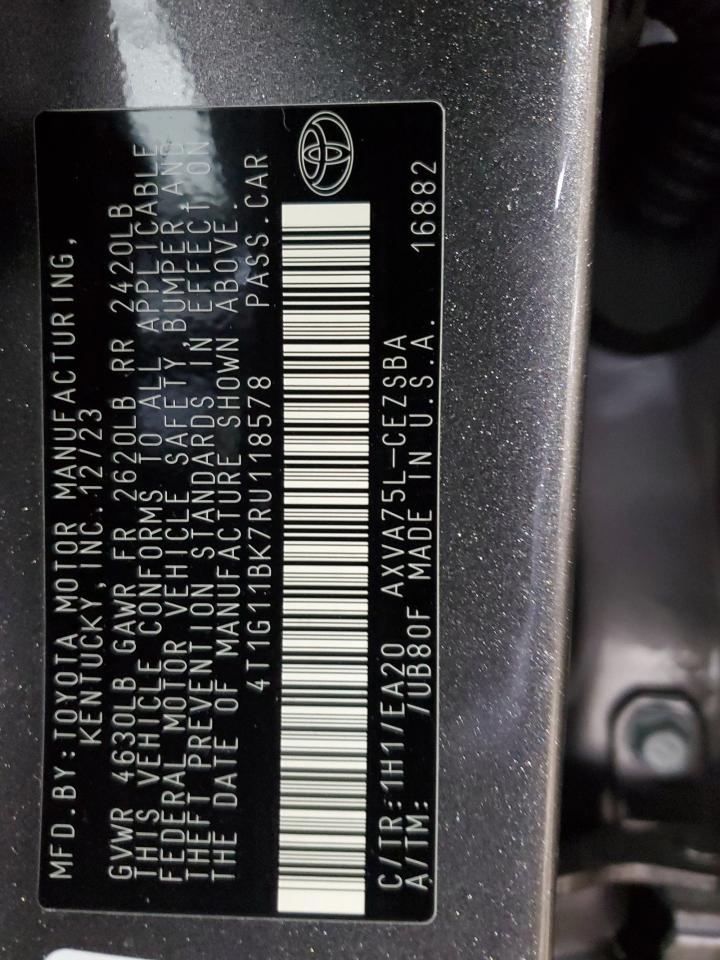 MFD.BY:TOYOTA MOTOR MANUFACTURING,
KENTUCKY,INC. 12/23
GVWR 4630LB GAWR FR 2620LB RR 2420LB
THIS VEHICLE CONFORMS TO ALL APPLICABLE
FEDERAL MOTOR VEHICLE SAFETY,BUMPER,AND
THEFT PREVENTION STANDARDS IN EFFECT ON
THE DATE OF MANUFACTURE SHOWN ABOVE.
4T1G11BK7RU118578 PASS.CAR
C/TR:1H1/EA20 AXVA75L-CEZSBA
A/TM: /UB80F MADE IN U.S.A. 16882